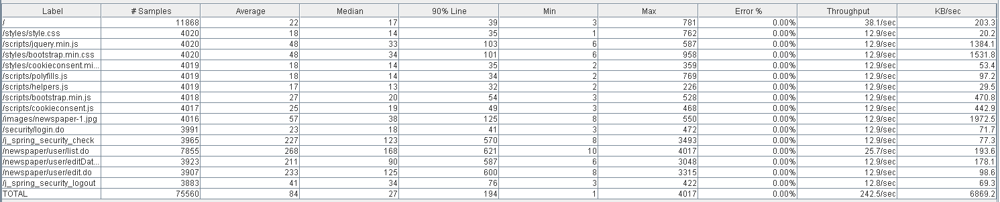 Label # Samples Average Median 90% Line Min Max Error % Throughput KB/sec
/ 11868 22 17 39 3 781 0.00% 38.1/sec 203.3
/styles/style.css 4020 18 14 35 1 762 0.00% 12.9/sec 20.2
/scripts/jquery.min.js 4020 48 33 103 6 587 0.00% 12.9/sec 1384.1
/styles/bootstrap.min.css 4020 48 34 101 6 958 0.00% 12.9/sec 1531.8
/styles/cookieconsent.mi... 4019 18 14 35 2 359 0.00% 12.9/sec 53.4
/scripts/polyfills.js 4019 18 14 34 2 769 0.00% 12.9/sec 97.2
/scripts/helpers.js 4019 17 13 32 2 226 0.00% 12.9/sec 29.5
/scripts/bootstrap.min.js 4018 27 20 54 3 528 0.00% 12.9/sec 470.8
/scripts/cookieconsent.js 4017 25 19 49 3 468 0.00% 12.9/sec 442.9
/images/newspaper-1.jpg 4016 57 38 125 8 550 0.00% 12.9/sec 1972.5
/security/login.do 3991 23 18 41 3 472 0.00% 12.9/sec 71.7
/j_spring_security_check 3965 227 123 570 8 3493 0.00% 12.9/sec 77.3
/newspaper/user/list.do 7855 268 168 621 10 4017 0.00% 25.7/sec 193.6
/newspaper/user/editDat... 3923 211 90 587 6 3048 0.00% 12.9/sec 178.1
/newspaper/user/edit.do 3907 233 125 600 8 3315 0.00% 12.9/sec 98.6
/j_spring_security_logout 3883 41 34 76 3 422 0.00% 12.8/sec 69.3
TOTAL 75560 84 27 194 1 4017 0.00% 242.5/sec 6869.2